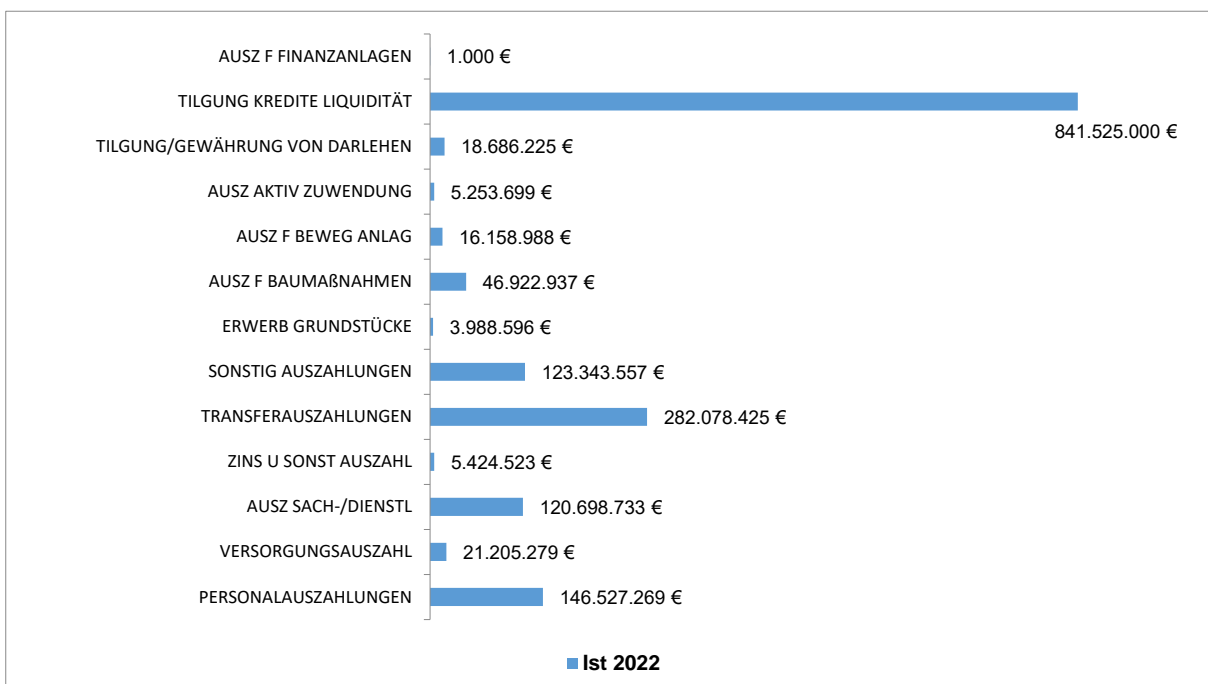 AUSZ F FINANZANLAGEN 1.000 €
TILGUNG KREDITE LIQUIDITÄT 841.525.000 €
TILGUNG/GEWÄHRUNG VON DARLEHEN 18.686.225 €
AUSZ AKTIV ZUWENDUNG 5.253.699 €
AUSZ F BEWEG ANLAG 16.158.988 €
AUSZ F BAUMAßNAHMEN 46.922.937 €
ERWERB GRUNDSTÜCKE 3.988.596 €
SONSTIG AUSZAHLUNGEN 123.343.557 €
TRANSFERAUSZAHLUNGEN 282.078.425 €
ZINS U SONST AUSZAHL 5.424.523 €
AUSZ SACH-/DIENSTL 120.698.733 €
VERSORGUNGSAUSZAHL 21.205.279 €
PERSONALAUSZAHLUNGEN 146.527.269 €
Ist 2022